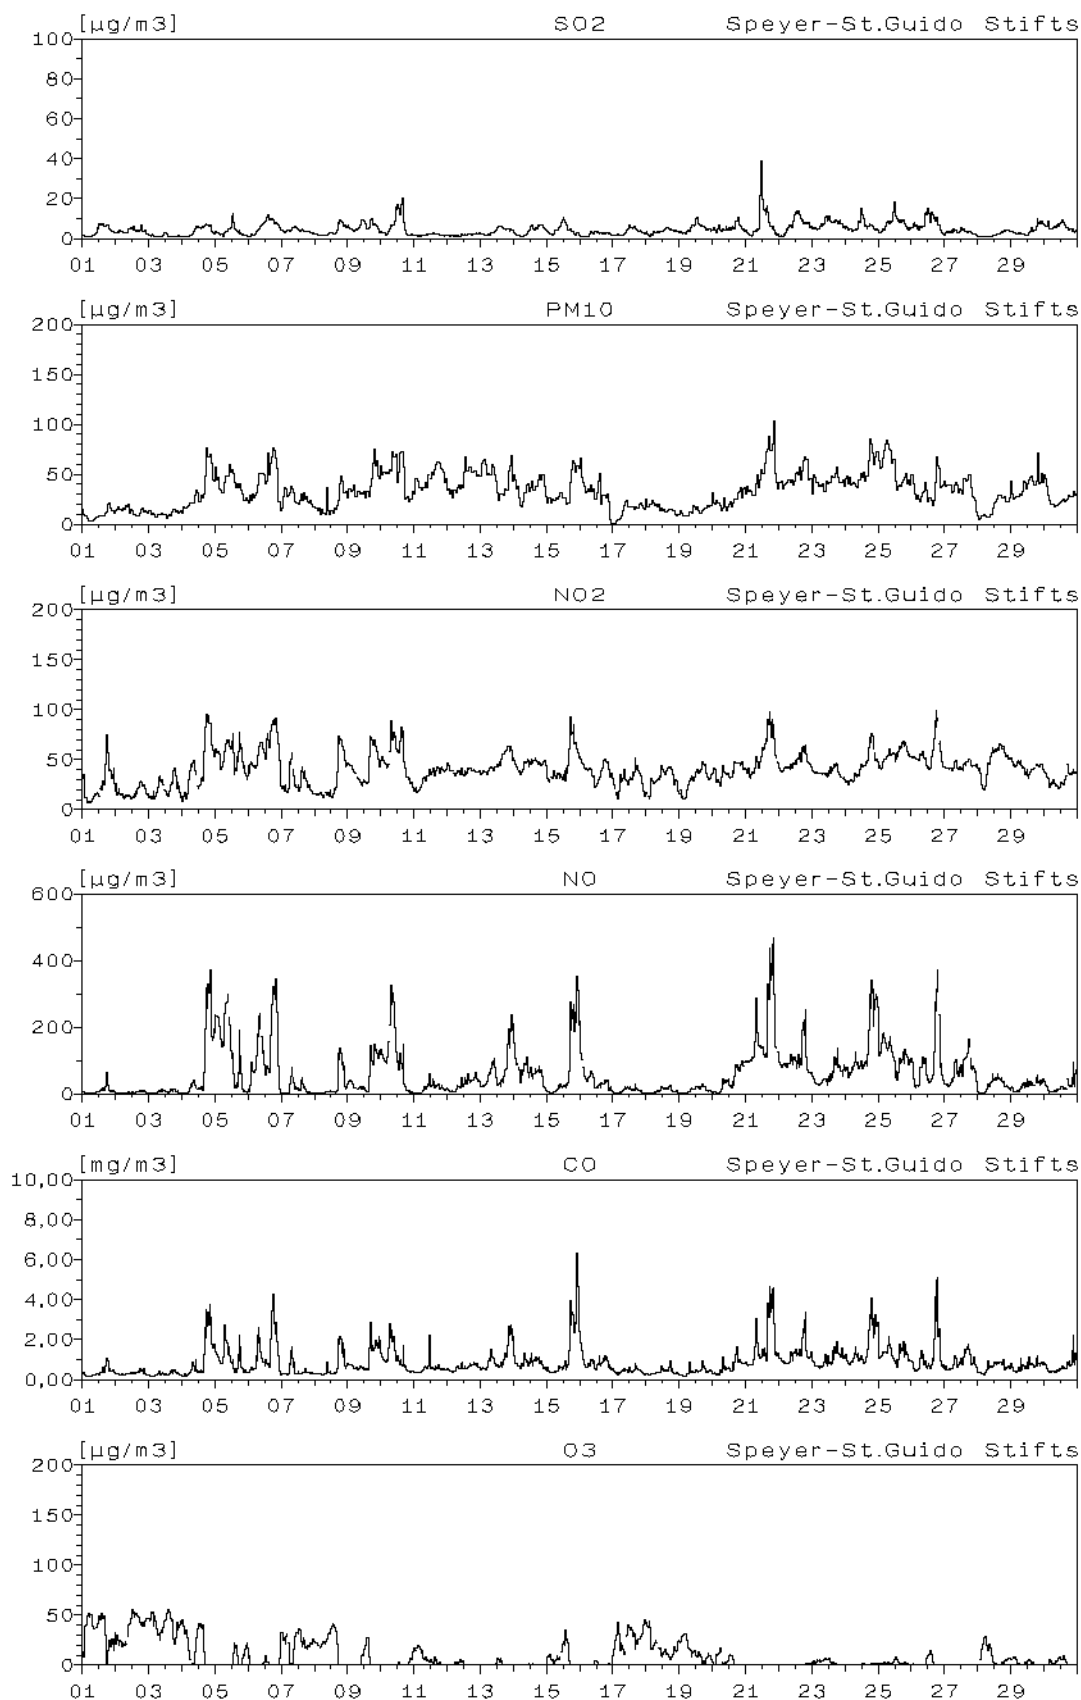 [µg/m3] SO2 Speyer-St.Guido Stifts
100
80
60
40
20
0
01 03 05 07 09 11 13 15 17 19 21 23 25 27 29
[µg/m3] PM10 Speyer-St.Guido Stifts
200
150
100
50
0
01 03 05 07 09 11 13 15 17 19 21 23 25 27 29
[µg/m3] NO2 Speyer-St.Guido Stifts
200
150
100
50
0
01 03 05 07 09 11 13 15 17 19 21 23 25 27 29
[µg/m3] NO Speyer-St.Guido Stifts
600
400
200
0
01 03 05 07 09 11 13 15 17 19 21 23 25 27 29
[mg/m3] CO Speyer-St.Guido Stifts
10,00
8,00
6,00
4,00
2,00
0,00
01 03 05 07 09 11 13 15 17 19 21 23 25 27 29
[µg/m3] O3 Speyer-St.Guido Stifts
200
150
100
50
0
01 03 05 07 09 11 13 15 17 19 21 23 25 27 29